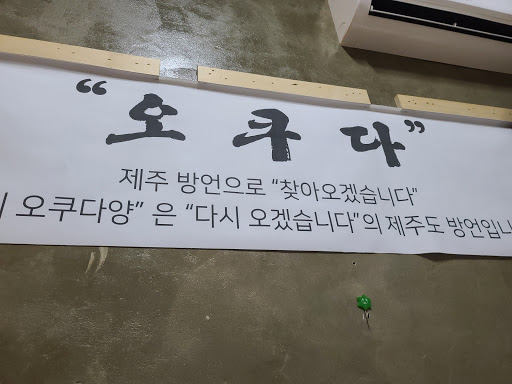 “오쿠다”
제주 방언으로 “찾아오겠습니다”
오쿠다양” 은 “다시 오겠습니다”의 제주도 방언입니